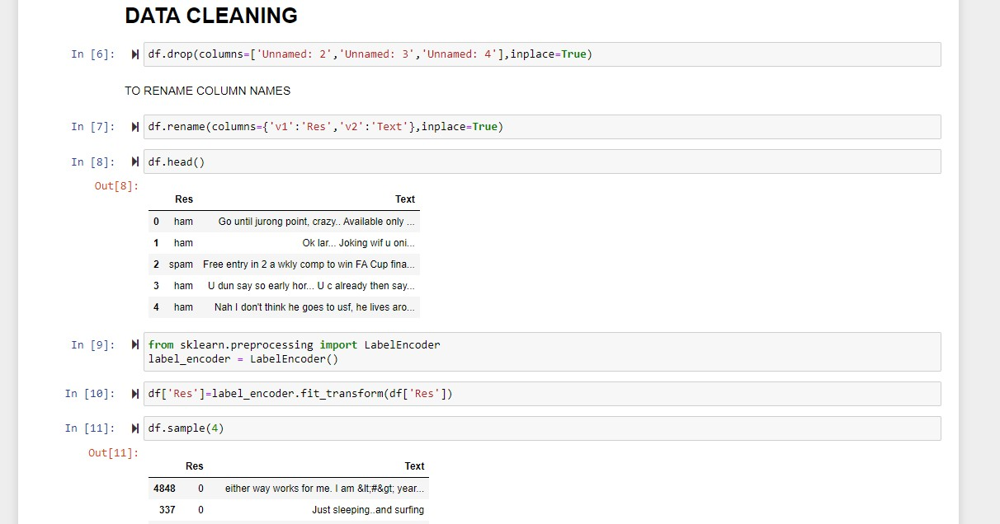 DATA CLEANING
In [6]: df.drop(columns=['Unnamed: 2','Unnamed: 3','Unnamed: 4'],inplace=True)
TO RENAME COLUMN NAMES
In [7]: df.rename(columns={'v1':'Res','v2':'Text'},inplace=True)
In [8]: df.head()
Out[8]:
Res Text
0 ham Go until jurong point, crazy.. Available only ...
1 ham Ok lar... Joking wif u oni...
2 spam Free entry in 2 a wkly comp to win FA Cup fina...
3 ham U dun say so early hor... U c already then say...
4 ham Nah I don't think he goes to usf, he lives aro...
In [9]: from sklearn.preprocessing import LabelEncoder
label_encoder = LabelEncoder()
In [10]: df['Res']=label_encoder.fit_transform(df['Res'])
In [11]: df.sample(4)
Out[11]:
Res Text
4848 0 either way works for me. I am &lt;#&gt; year...
337 0 Just sleeping..and surfing